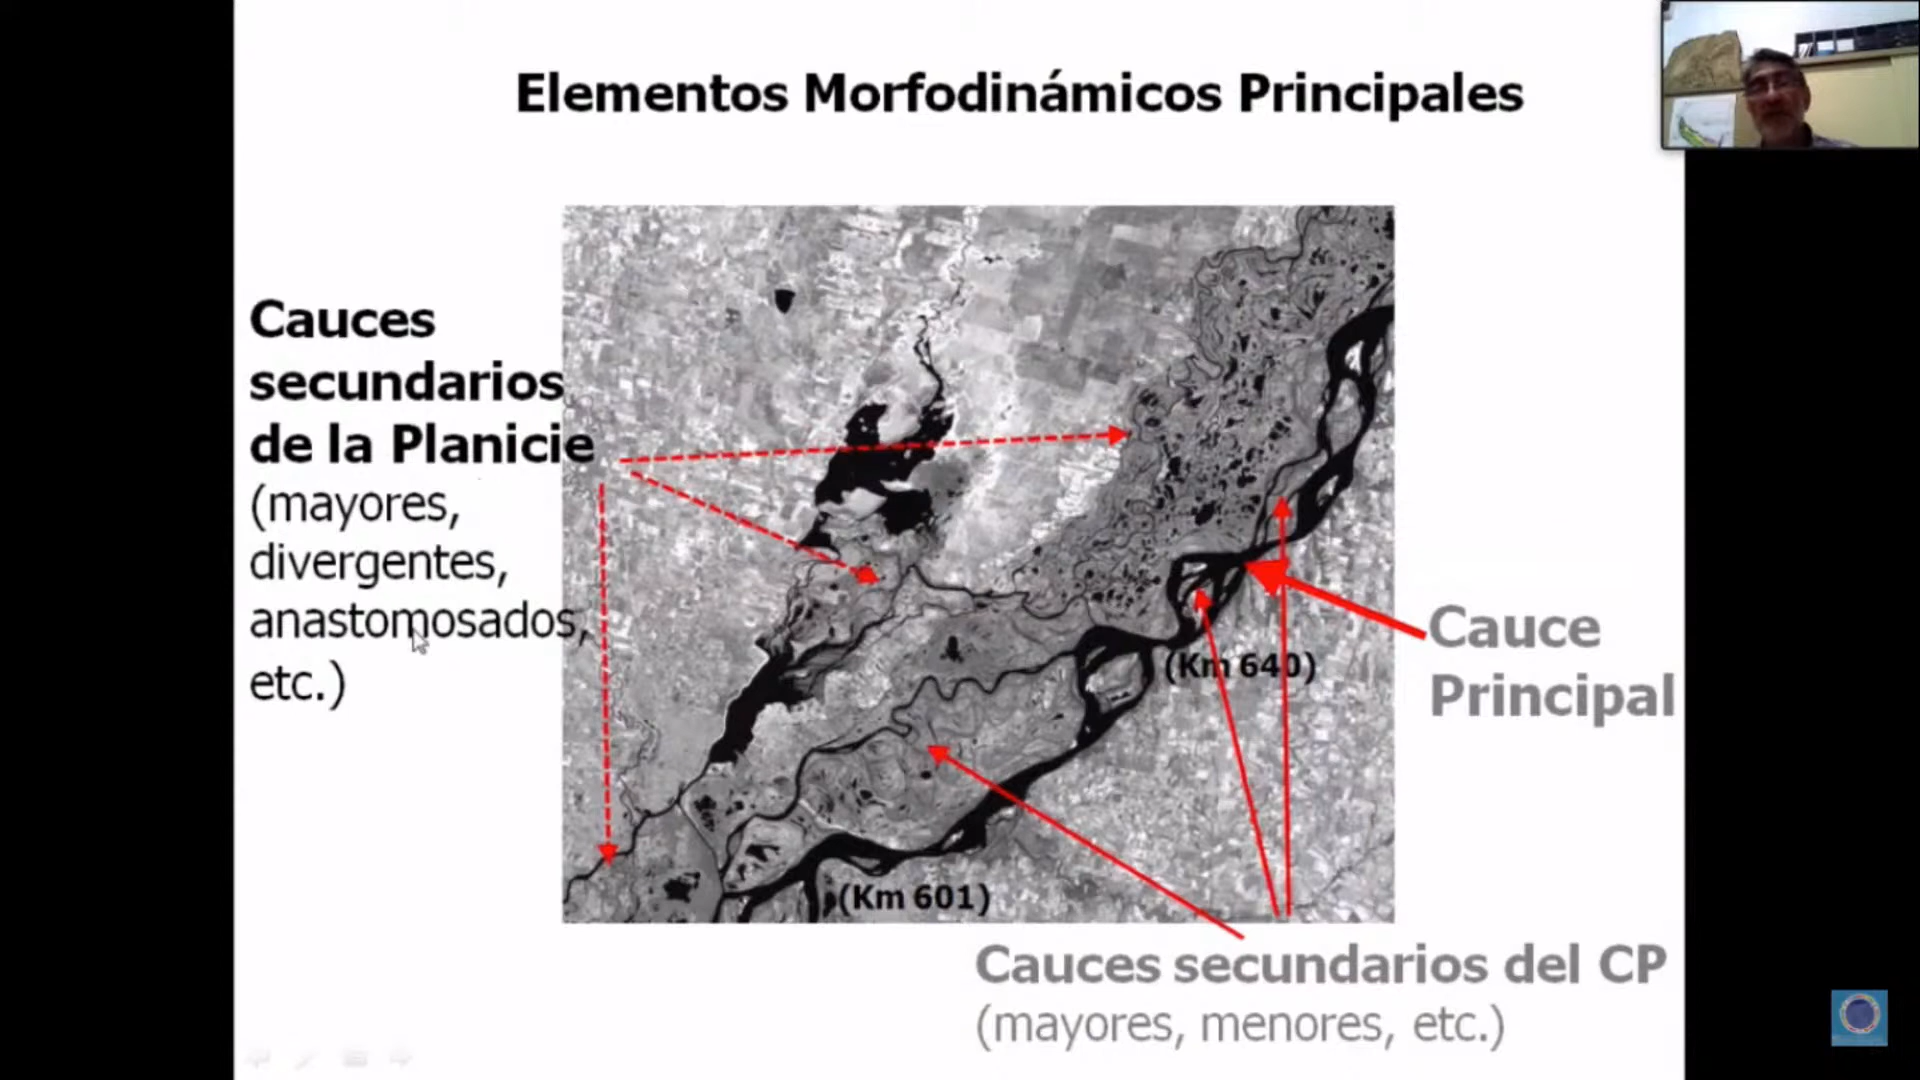 Elementos Morfodinámicos Principales
Cauces
secundarios
de la Planicie
(mayores,
divergentes,
anastomosados,
etc.)
(Km 640)
Cauce
Principal
(Km 601)
Cauces secundarios del CP
(mayores, menores, etc.)